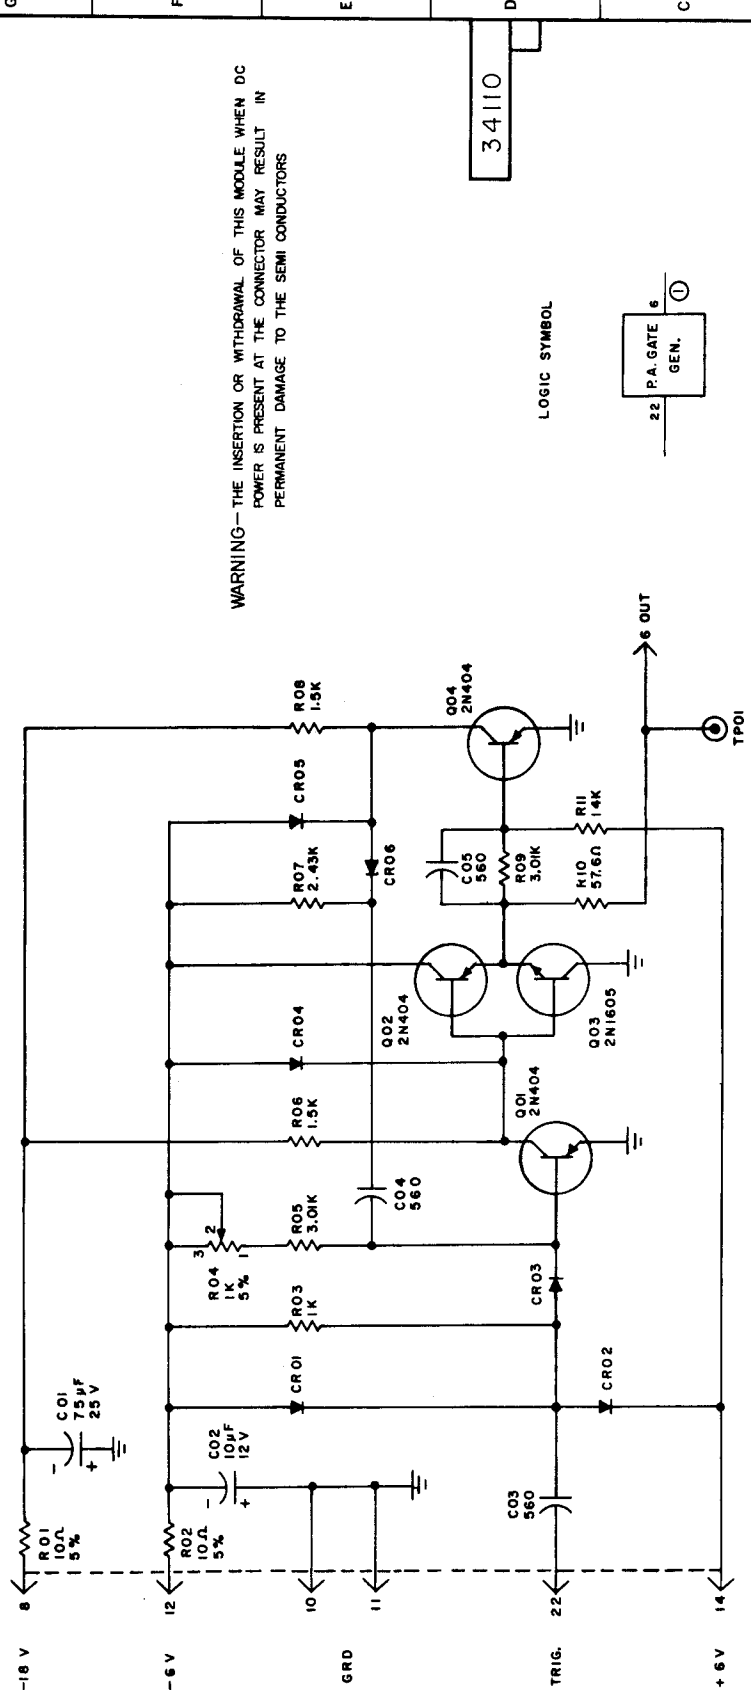 G
F
E
D
C
34110
WARNING—THE INSERTION OR WITHDRAWAL OF THIS MODULE WHEN DC
POWER IS PRESENT AT THE CONNECTOR MAY RESULT IN
PERMANENT DAMAGE TO THE SEMI CONDUCTORS
LOGIC SYMBOL
22
P.A. GATE
GEN.
6
1
-18 V
8
R01
10Ω
5%
C01
75µF
25 V
-
+
-6 V
12
R02
10Ω
5%
C02
10µF
12 V
-
+
GRD
10
11
TRIG.
22
C03
560
+6V
14
CR01
CR02
R03
1K
CR03
R04
1K
5%
3
2
1
R05
3.01K
C04
560
R06
1.5K
Q01
2N404
CR04
Q02
2N404
Q03
2N1605
R07
2.43K
CR06
CR05
R08
1.5K
C05
560
R09
3.01K
R10
57.6Ω
R11
14K
Q04
2N404
6 OUT
TP01